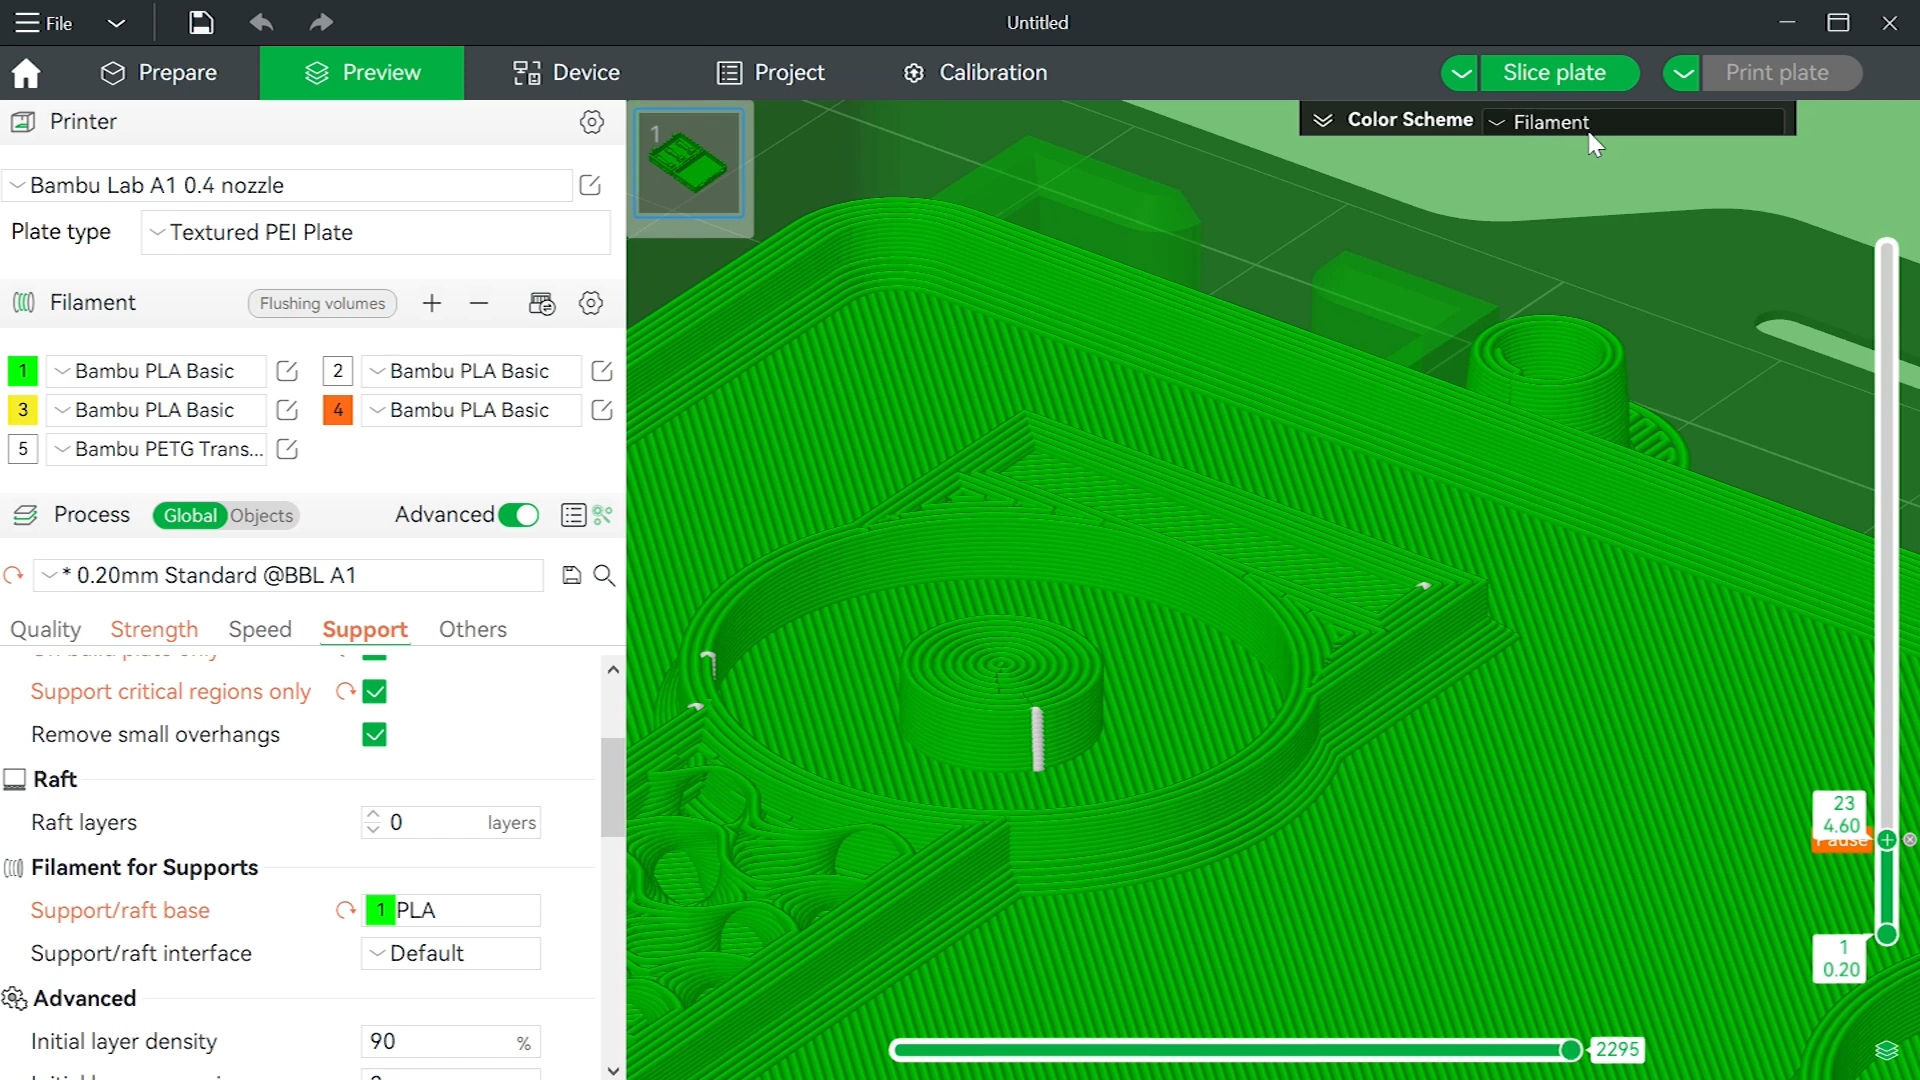 File
Untitled
Prepare
Preview
Device
Project
Calibration
Slice plate
Print plate
Printer
Bambu Lab A1 0.4 nozzle
Plate type
Textured PEI Plate
Filament
Flushing volumes
1 Bambu PLA Basic
2 Bambu PLA Basic
3 Bambu PLA Basic
4 Bambu PLA Basic
5 Bambu PETG Trans...
Process
Global
Objects
Advanced
* 0.20mm Standard @BBL A1
Quality
Strength
Speed
Support
Others
Support critical regions only
Remove small overhangs
Raft
Raft layers
0
layers
Filament for Supports
Support/raft base
1 PLA
Support/raft interface
Default
Advanced
Initial layer density
90
%
1
Color Scheme
Filament
23
4.60
Pause
1
0.20
2295